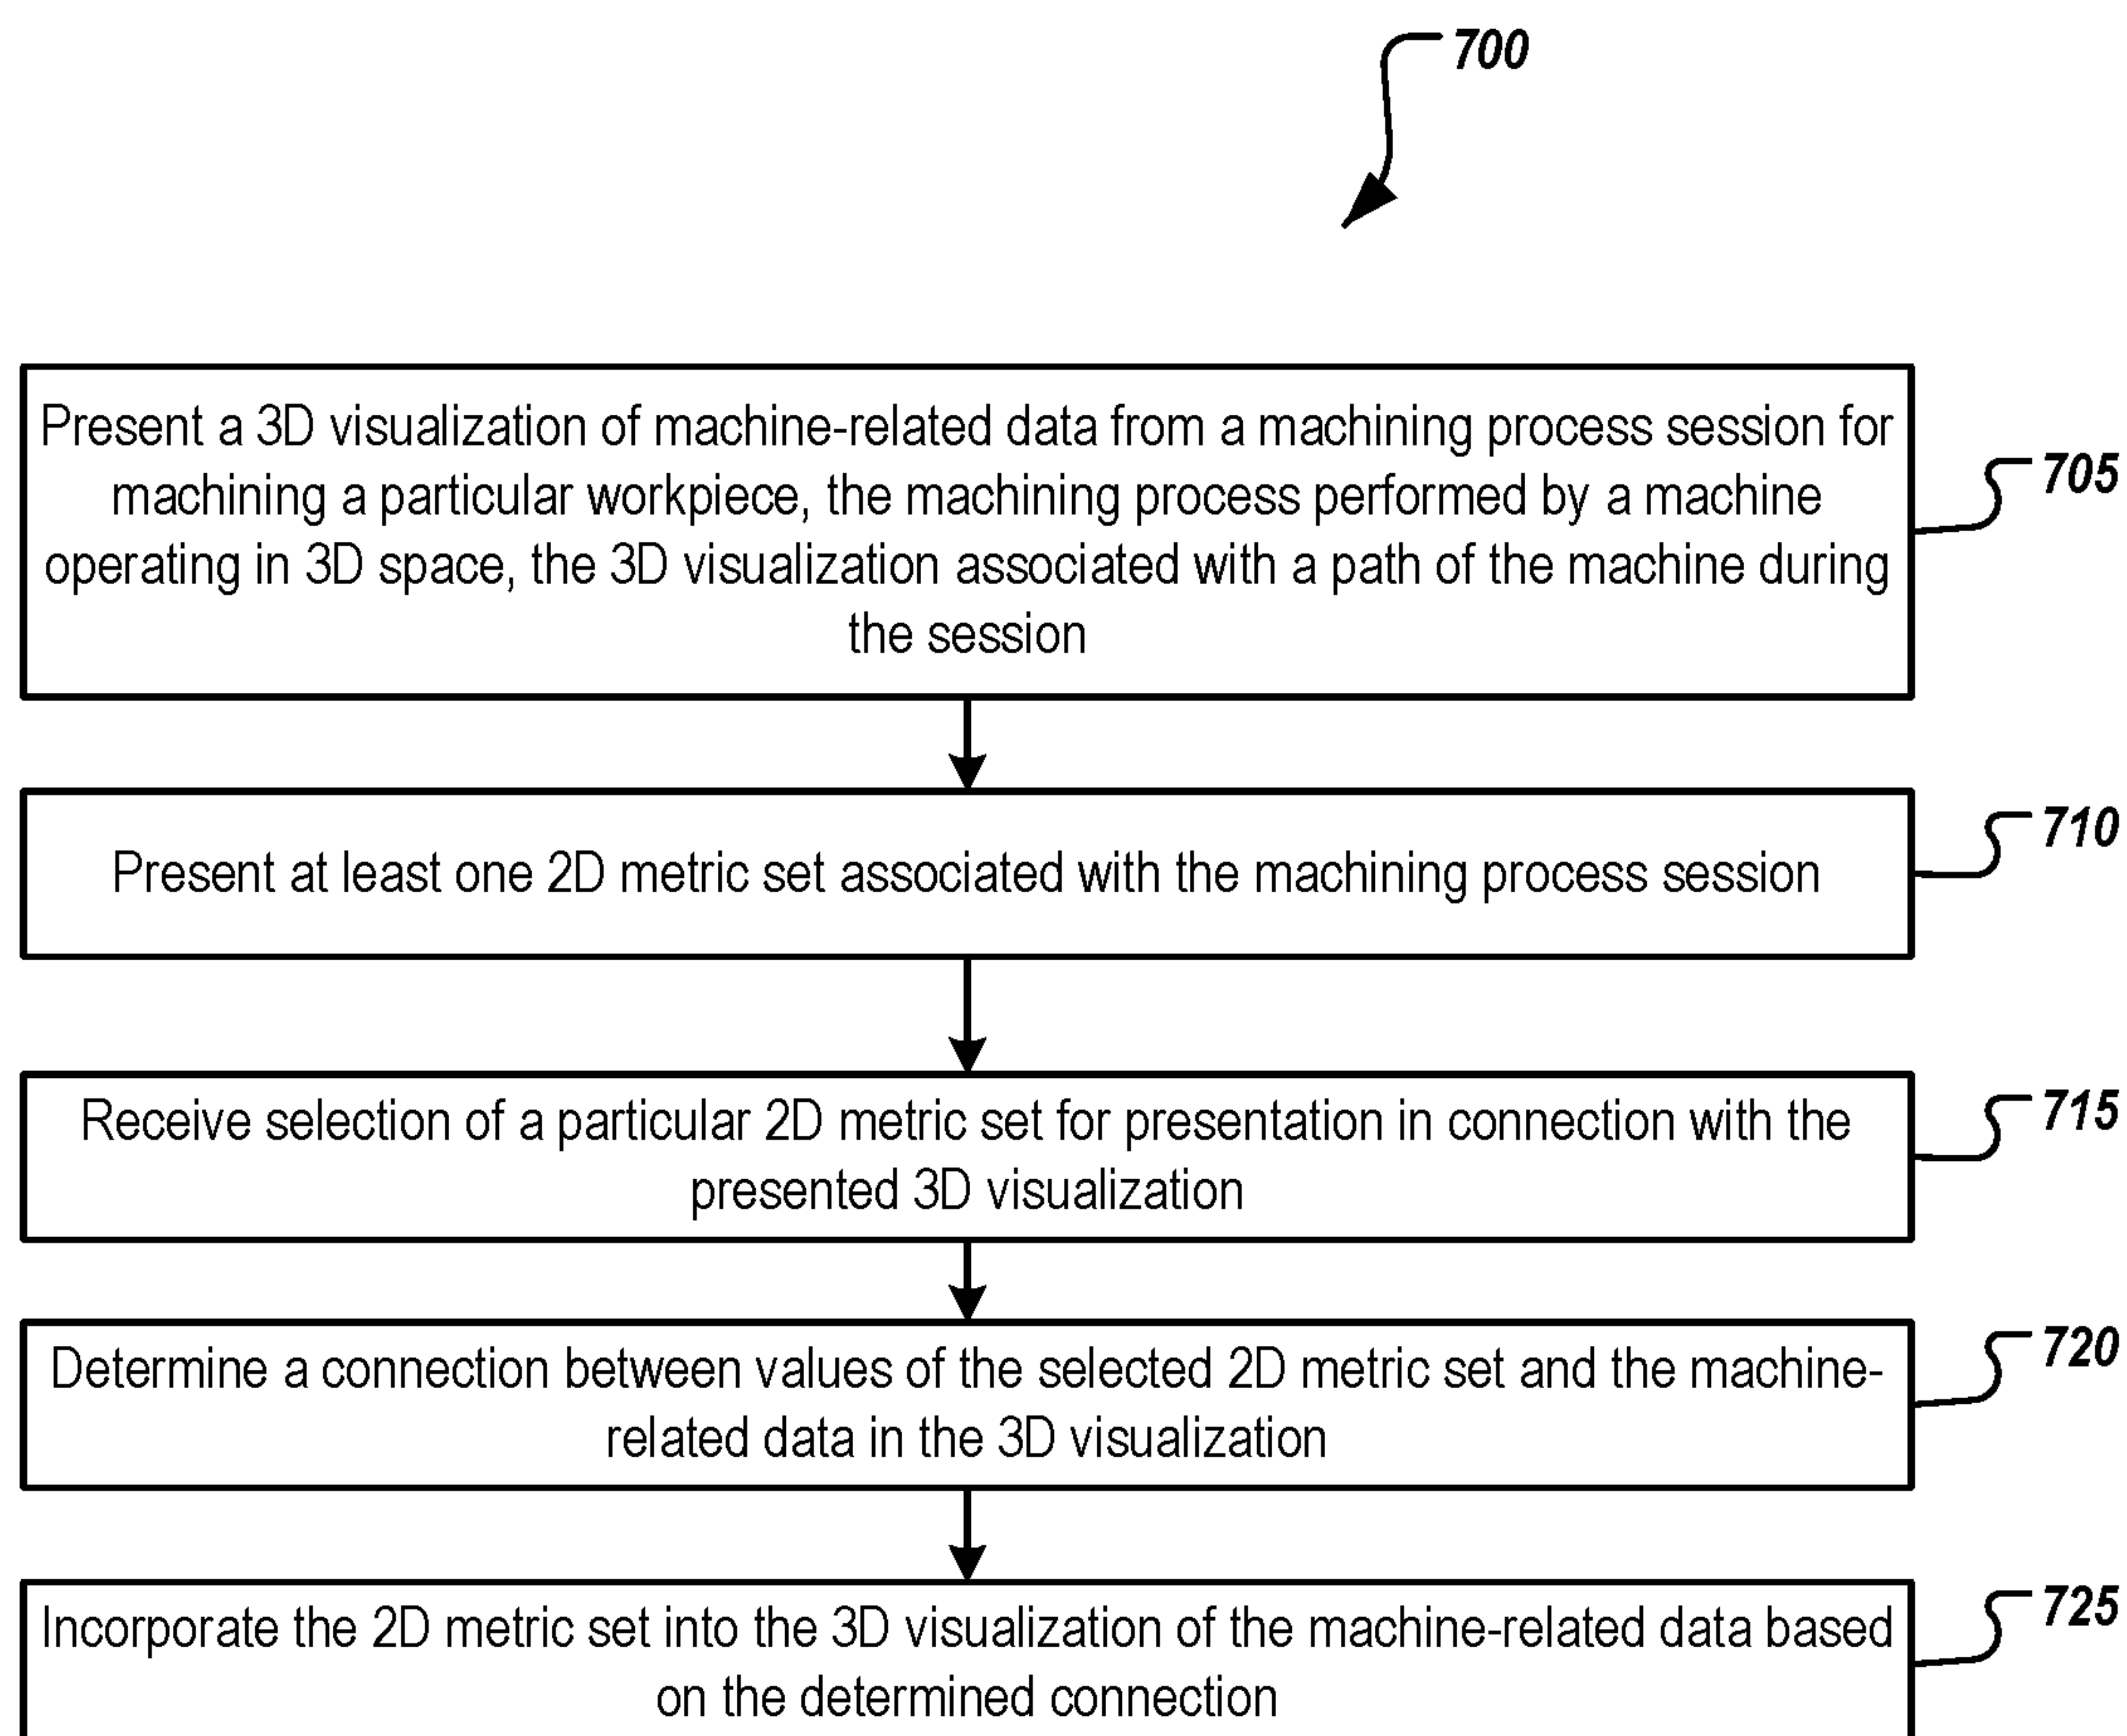 700
Present a 3D visualization of machine-related data from a machining process session for
machining a particular workpiece, the machining process performed by a machine
operating in 3D space, the 3D visualization associated with a path of the machine during
the session
705
Present at least one 2D metric set associated with the machining process session
710
Receive selection of a particular 2D metric set for presentation in connection with the
presented 3D visualization
715
Determine a connection between values of the selected 2D metric set and the machine-
related data in the 3D visualization
720
Incorporate the 2D metric set into the 3D visualization of the machine-related data based
on the determined connection
725